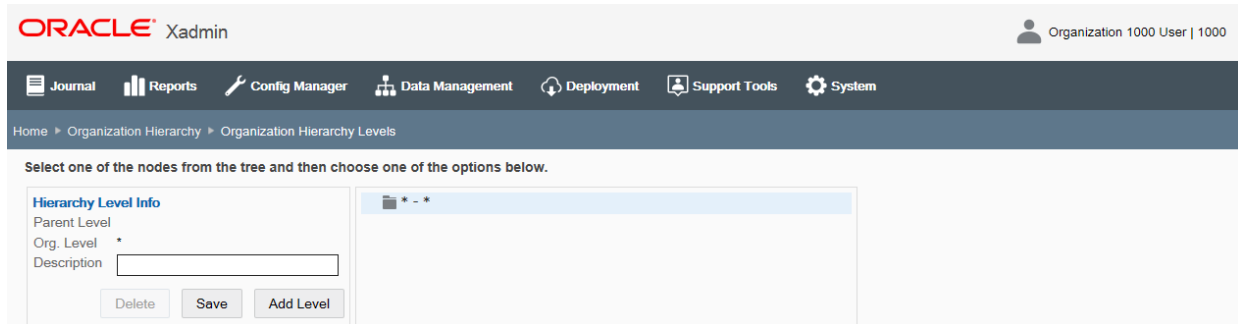 ORACLE® Xadmin
Organization 1000 User | 1000
Journal Reports Config Manager Data Management Deployment Support Tools System
Home ▸ Organization Hierarchy ▸ Organization Hierarchy Levels
Select one of the nodes from the tree and then choose one of the options below.
Hierarchy Level Info
* - *
Parent Level
Org. Level *
Description
Delete Save Add Level